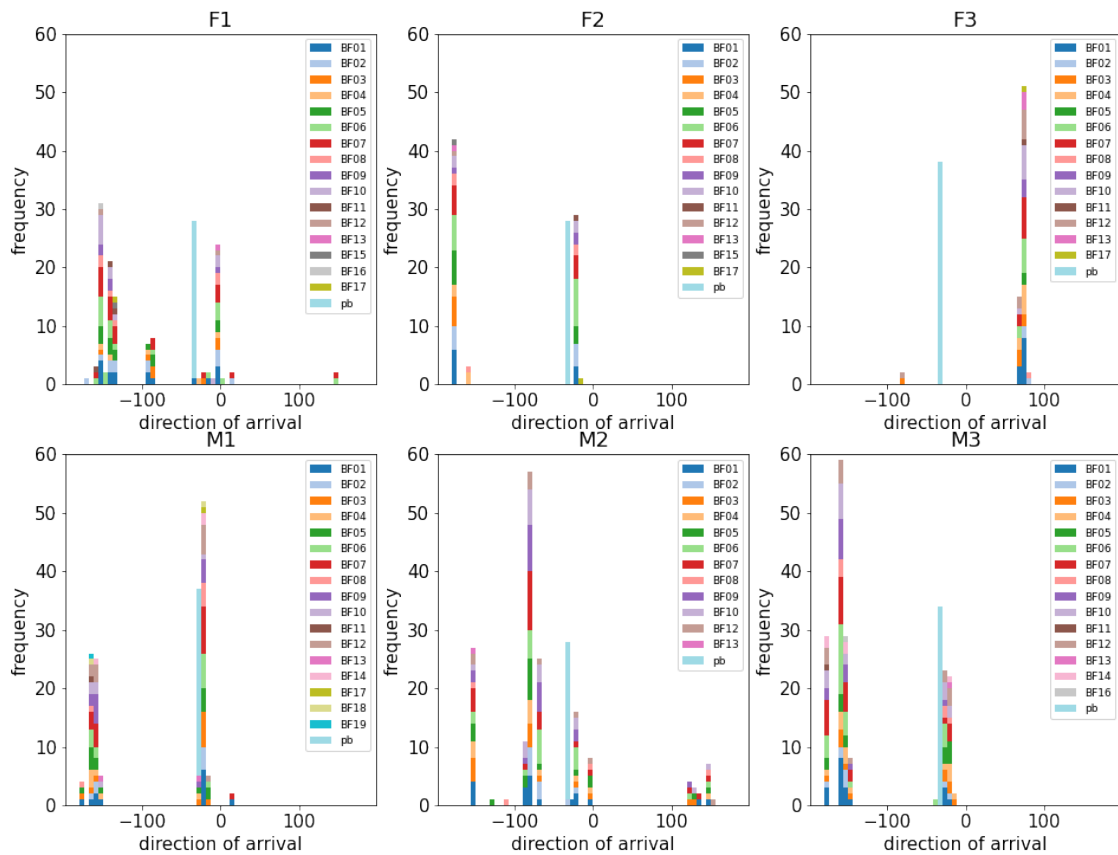 F1
60
50
40
30
20
10
0
frequency
−100
0
100
direction of arrival
BF01
BF02
BF03
BF04
BF05
BF06
BF07
BF08
BF09
BF10
BF11
BF12
BF13
BF15
BF16
BF17
pb
F2
60
50
40
30
20
10
0
frequency
−100
0
100
direction of arrival
BF01
BF02
BF03
BF04
BF05
BF06
BF07
BF08
BF09
BF10
BF11
BF12
BF13
BF15
BF17
pb
F3
60
50
40
30
20
10
0
frequency
−100
0
100
direction of arrival
BF01
BF02
BF03
BF04
BF05
BF06
BF07
BF08
BF09
BF10
BF11
BF12
BF13
BF17
pb
M1
60
50
40
30
20
10
0
frequency
−100
0
100
direction of arrival
BF01
BF02
BF03
BF04
BF05
BF06
BF07
BF08
BF09
BF10
BF11
BF12
BF13
BF14
BF17
BF18
BF19
pb
M2
60
50
40
30
20
10
0
frequency
−100
0
100
direction of arrival
BF01
BF02
BF03
BF04
BF05
BF06
BF07
BF08
BF09
BF10
BF12
BF13
pb
M3
60
50
40
30
20
10
0
frequency
−100
0
100
direction of arrival
BF01
BF02
BF03
BF04
BF05
BF06
BF07
BF08
BF09
BF10
BF11
BF12
BF13
BF14
BF16
pb